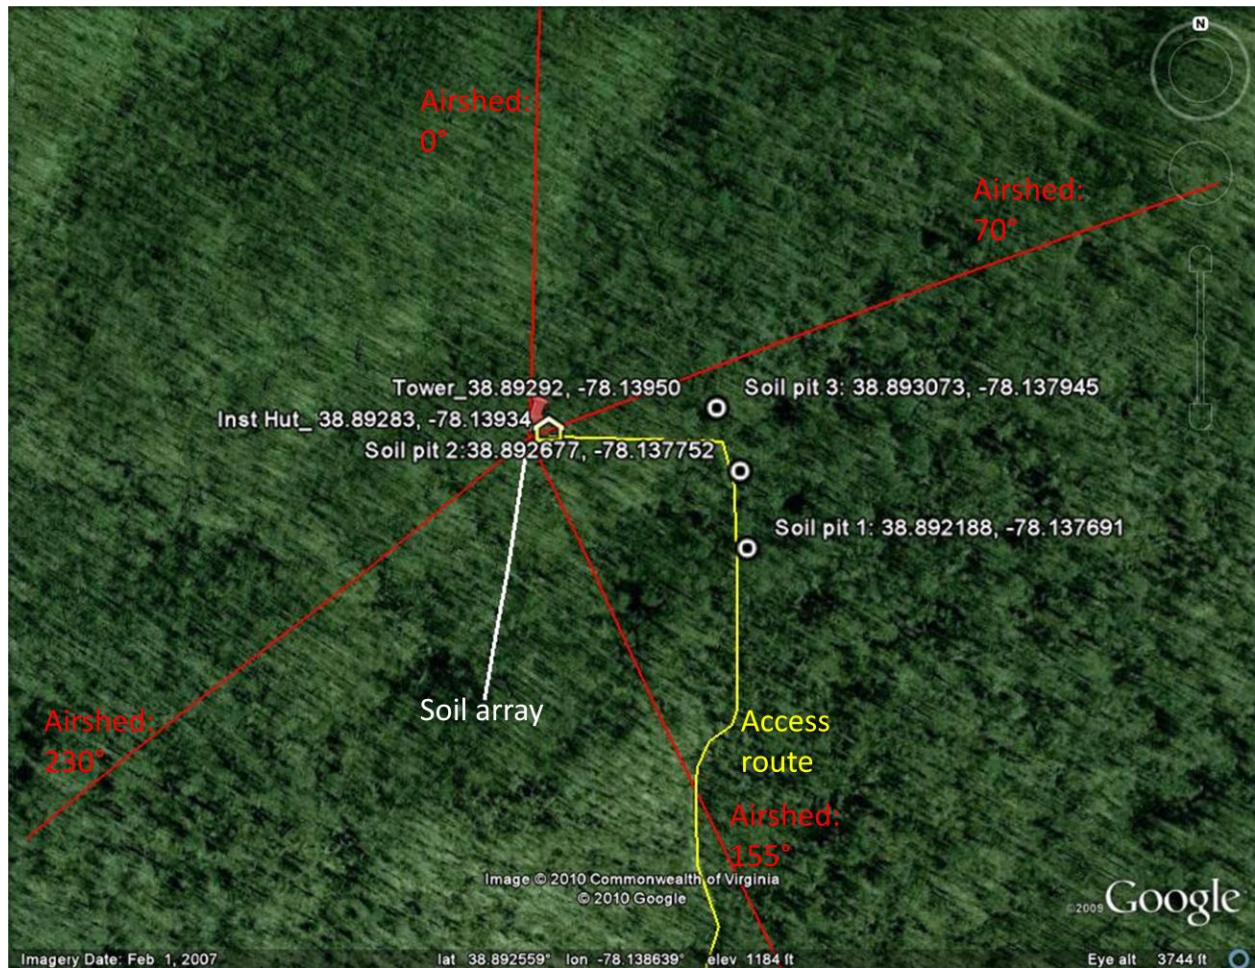 N
Airshed:
0°
Airshed:
70°
Tower_38.89292, -78.13950
Soil pit 3: 38.893073, -78.137945
Inst Hut_ 38.89283, -78.13934
Soil pit 2:38.892677, -78.137752
Soil pit 1: 38.892188, -78.137691
Soil array
Airshed:
230°
Access
route
Airshed:
155°
Image © 2010 Commonwealth of Virginia
© 2010 Google
©2009 Google
Imagery Date: Feb 1, 2007 lat 38.892559° lon -78.138639° elev 1184 ft Eye alt 3744 ft